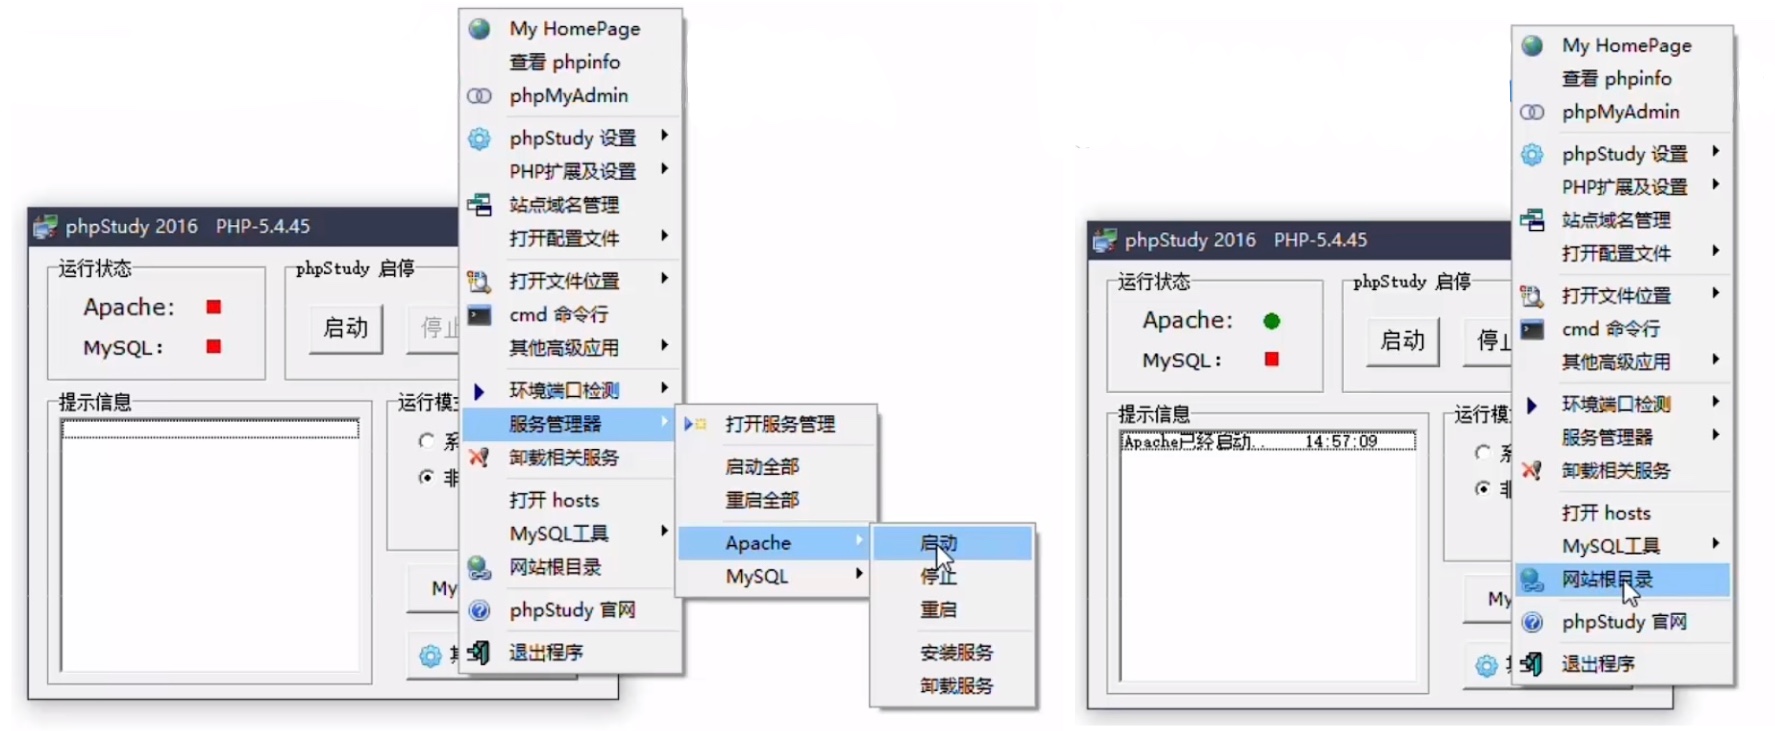 My HomePage
查看 phpinfo
phpMyAdmin
phpStudy 设置
PHP扩展及设置
站点域名管理
打开配置文件
打开文件位置
cmd 命令行
其他高级应用
环境端口检测
服务管理器
卸载相关服务
打开 hosts
MySQL工具
网站根目录
phpStudy 官网
退出程序
phpStudy 2016 PHP-5.4.45
运行状态
Apache:
MySQL:
phpStudy 启停
启动
停止
提示信息
运行模
系
非
My
打开服务管理
启动全部
重启全部
Apache
MySQL
启动
停止
重启
安装服务
卸载服务
My HomePage
查看 phpinfo
phpMyAdmin
phpStudy 设置
PHP扩展及设置
站点域名管理
打开配置文件
打开文件位置
cmd 命令行
其他高级应用
环境端口检测
服务管理器
卸载相关服务
打开 hosts
MySQL工具
网站根目录
phpStudy 官网
退出程序
phpStudy 2016 PHP-5.4.45
运行状态
Apache:
MySQL:
phpStudy 启停
启动
停
提示信息
Apache已经启动.. 14:57:09
运行模
My